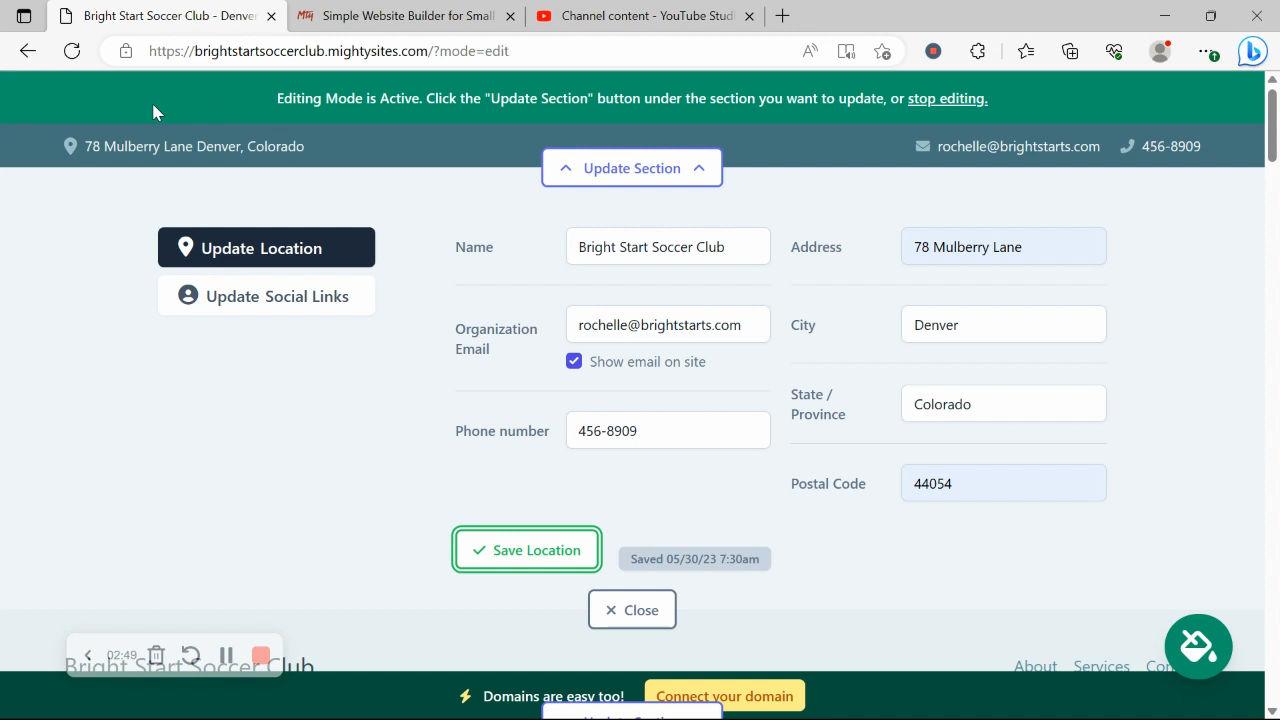 Bright Start Soccer Club - Denver
Simple Website Builder for Small
Channel content - YouTube Studi
https://brightstartsoccerclub.mightysites.com/?mode=edit
Editing Mode is Active. Click the "Update Section" button under the section you want to update, or stop editing.
78 Mulberry Lane Denver, Colorado
rochelle@brightstarts.com
456-8909
Update Section
Update Location
Update Social Links
Name
Bright Start Soccer Club
Address
78 Mulberry Lane
Organization
Email
rochelle@brightstarts.com
Show email on site
City
Denver
State /
Province
Colorado
Phone number
456-8909
Postal Code
44054
Save Location
Saved 05/30/23 7:30am
Close
02:49
Bright Start Soccer Club
About
Services
Domains are easy too!
Connect your domain